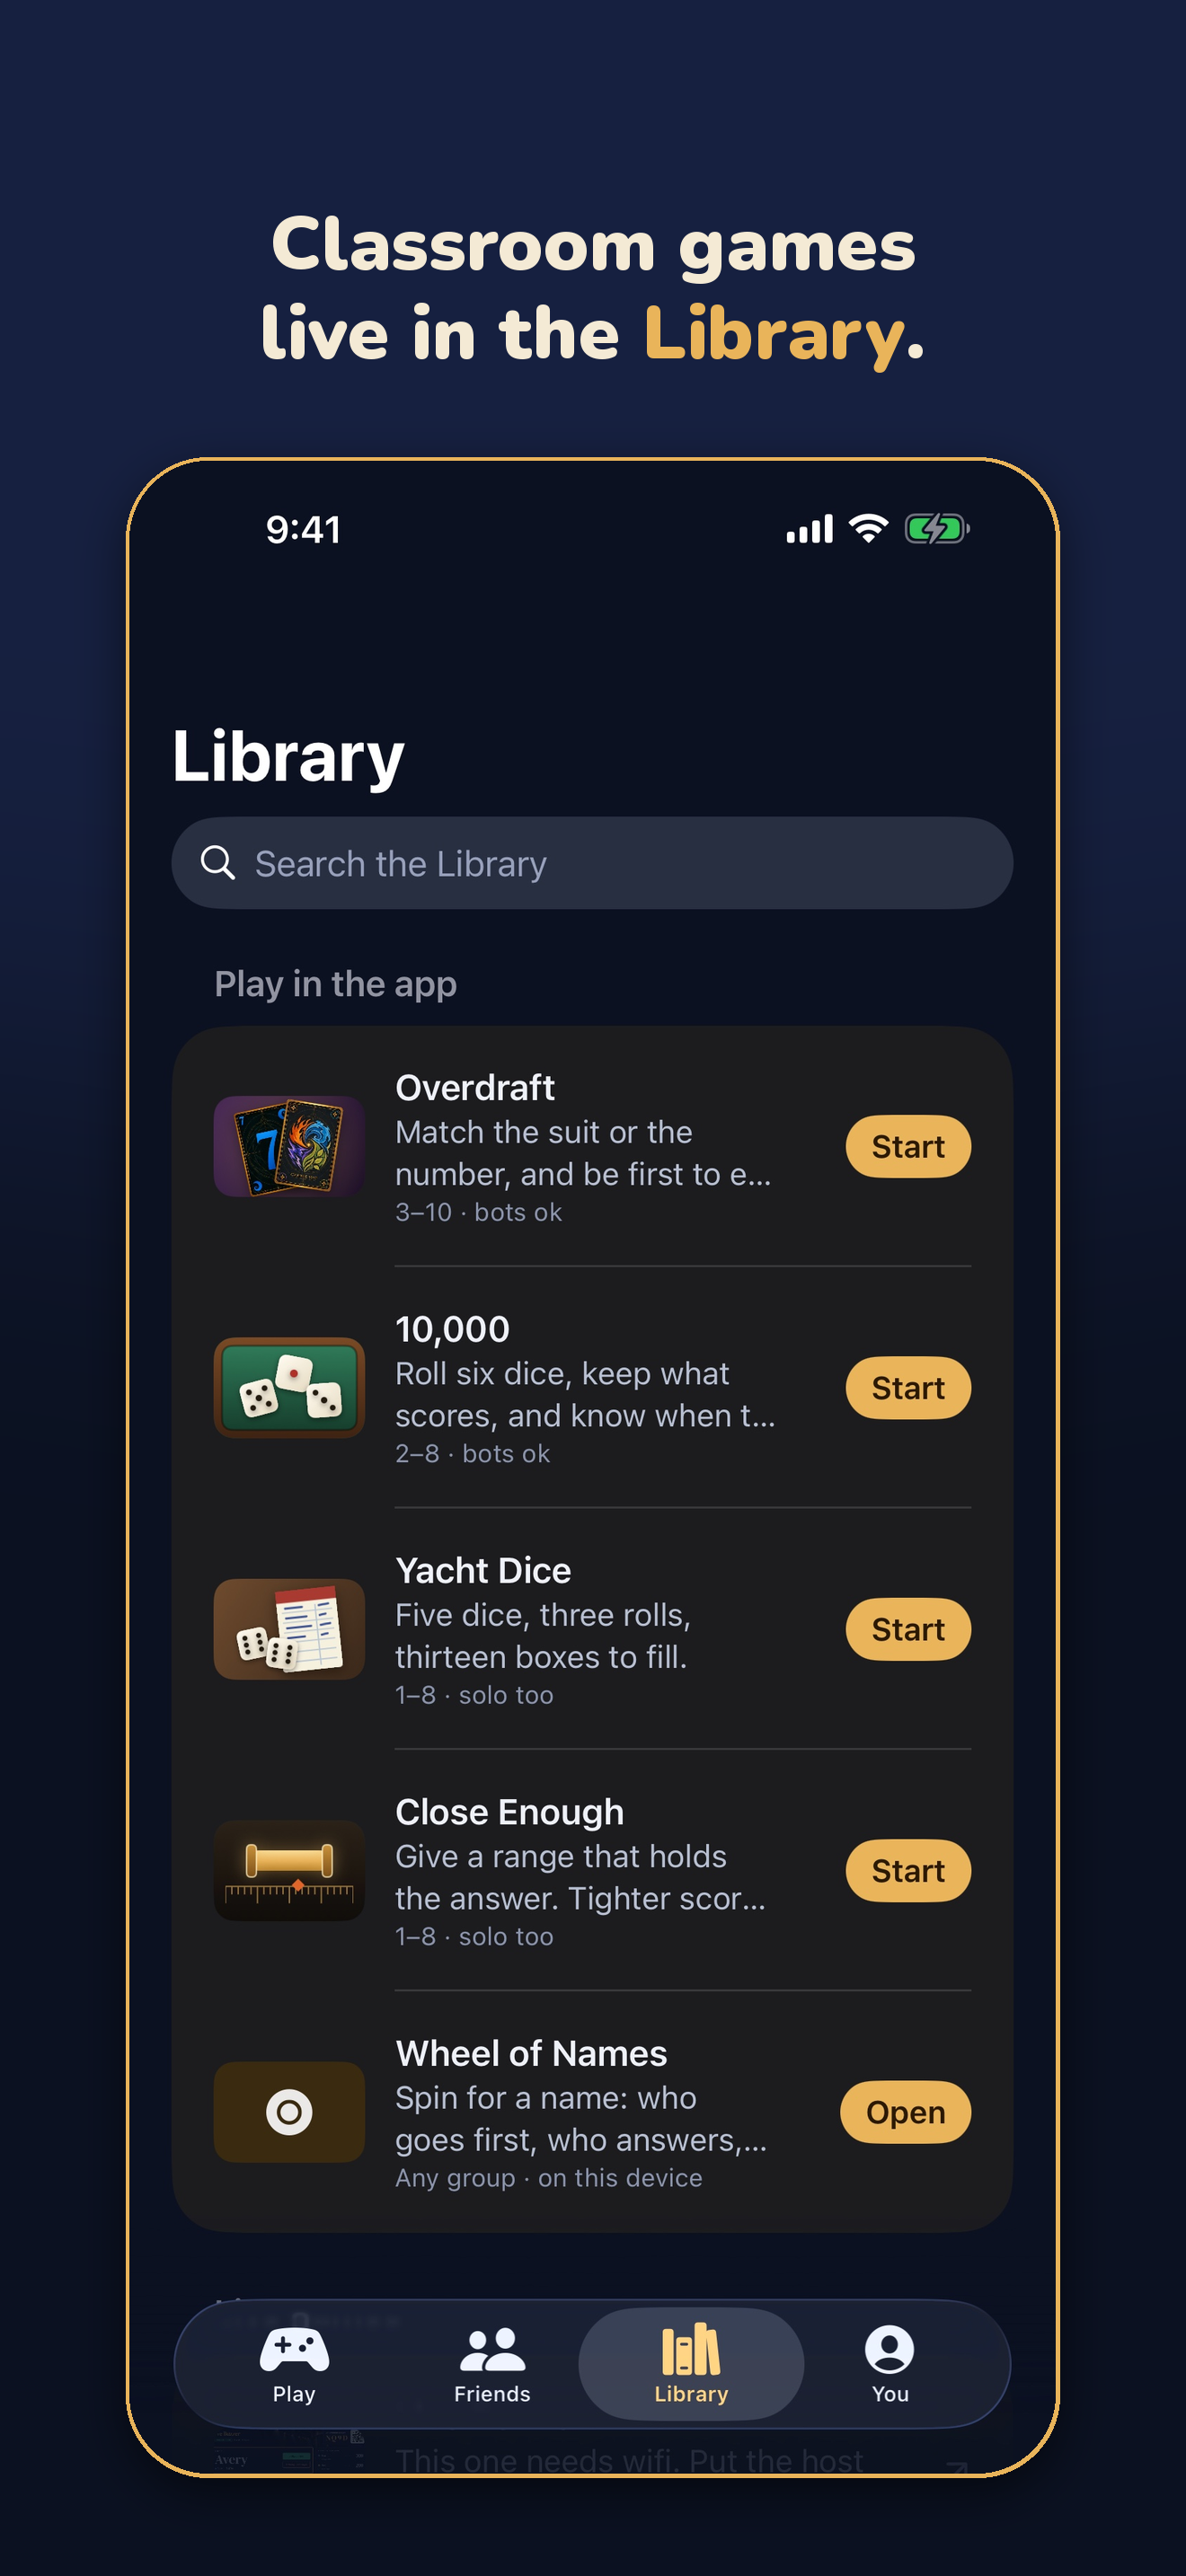 Classroom games
live in the Library.
9:41
Library
Search the Library
Play in the app
Overdraft
Match the suit or the
number, and be first to e...
3–10 · bots ok
Start
10,000
Roll six dice, keep what
scores, and know when t...
2–8 · bots ok
Start
Yacht Dice
Five dice, three rolls,
thirteen boxes to fill.
1–8 · solo too
Start
Close Enough
Give a range that holds
the answer. Tighter scor...
1–8 · solo too
Start
Wheel of Names
Spin for a name: who
goes first, who answers,...
Any group · on this device
Open
Play
Friends
Library
You
Avery
This one needs wifi. Put the host